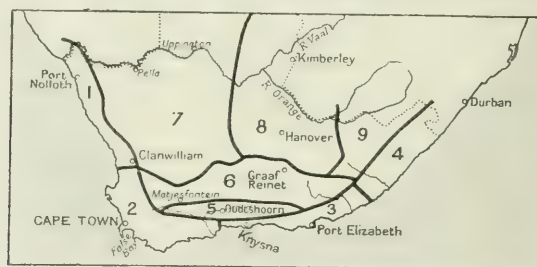 Uppington
R. Vaal
Kimberley
Port
Nolloth
Pella
1
R. Orange
7
8
Hanover
9
Durban
4
Clanwilliam
6
Graaf
Reinet
Matjesfontein
2
5
Oudtshoorn
3
CAPE TOWN
False
Bay
Knysna
Port Elizabeth